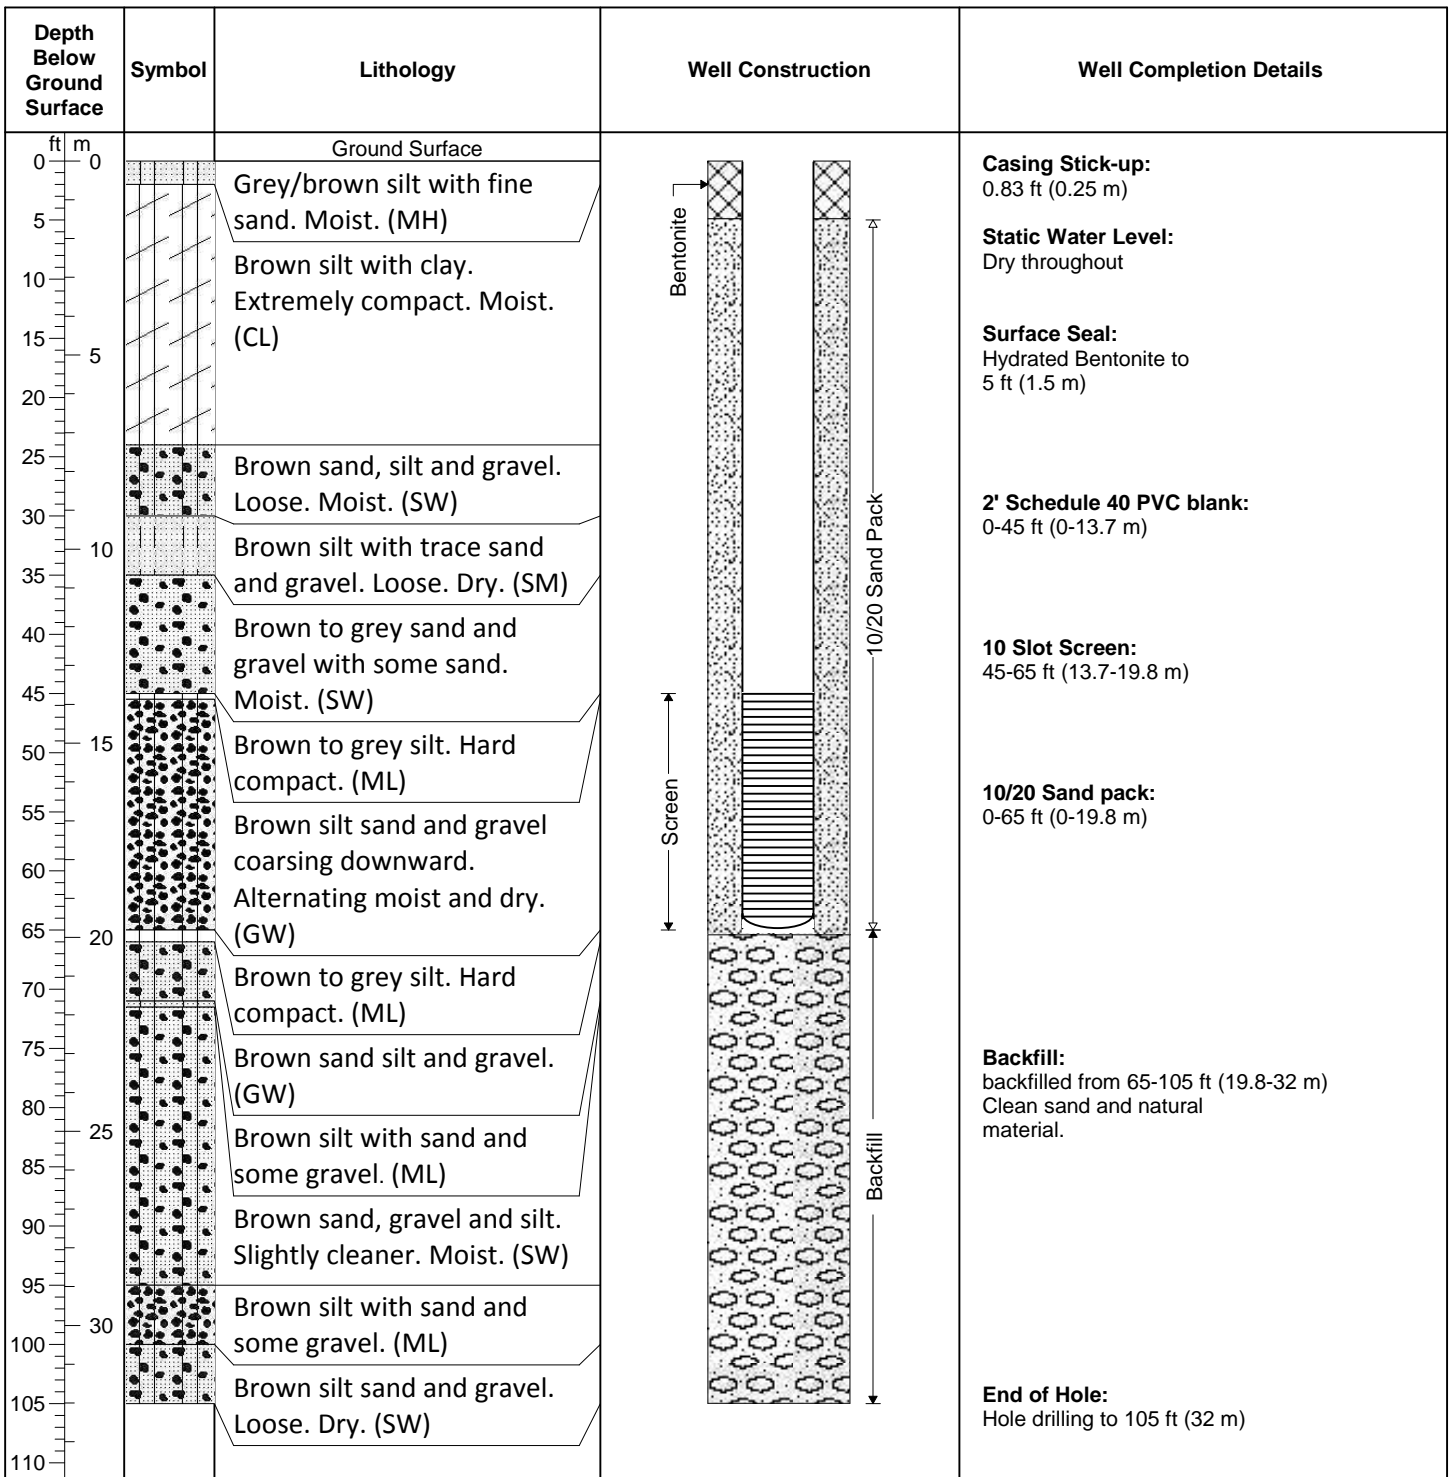 Depth
Below
Ground
Surface
Symbol
Lithology
Well Construction
Well Completion Details
ft m
0
5
10
15
20
25
30
35
40
45
50
55
60
65
70
75
80
85
90
95
100
105
110
0
5
10
15
20
25
30
Ground Surface
Grey/brown silt with fine
sand. Moist. (MH)
Brown silt with clay.
Extremely compact. Moist.
(CL)
Brown sand, silt and gravel.
Loose. Moist. (SW)
Brown silt with trace sand
and gravel. Loose. Dry. (SM)
Brown to grey sand and
gravel with some sand.
Moist. (SW)
Brown to grey silt. Hard
compact. (ML)
Brown silt sand and gravel
coarsing downward.
Alternating moist and dry.
(GW)
Brown to grey silt. Hard
compact. (ML)
Brown sand silt and gravel.
(GW)
Brown silt with sand and
some gravel. (ML)
Brown sand, gravel and silt.
Slightly cleaner. Moist. (SW)
Brown silt with sand and
some gravel. (ML)
Brown silt sand and gravel.
Loose. Dry. (SW)
Bentonite
Screen
10/20 Sand Pack
Backfill
Casing Stick-up:
0.83 ft (0.25 m)
Static Water Level:
Dry throughout
Surface Seal:
Hydrated Bentonite to
5 ft (1.5 m)
2' Schedule 40 PVC blank:
0-45 ft (0-13.7 m)
10 Slot Screen:
45-65 ft (13.7-19.8 m)
10/20 Sand pack:
0-65 ft (0-19.8 m)
Backfill:
backfilled from 65-105 ft (19.8-32 m)
Clean sand and natural
material.
End of Hole:
Hole drilling to 105 ft (32 m)